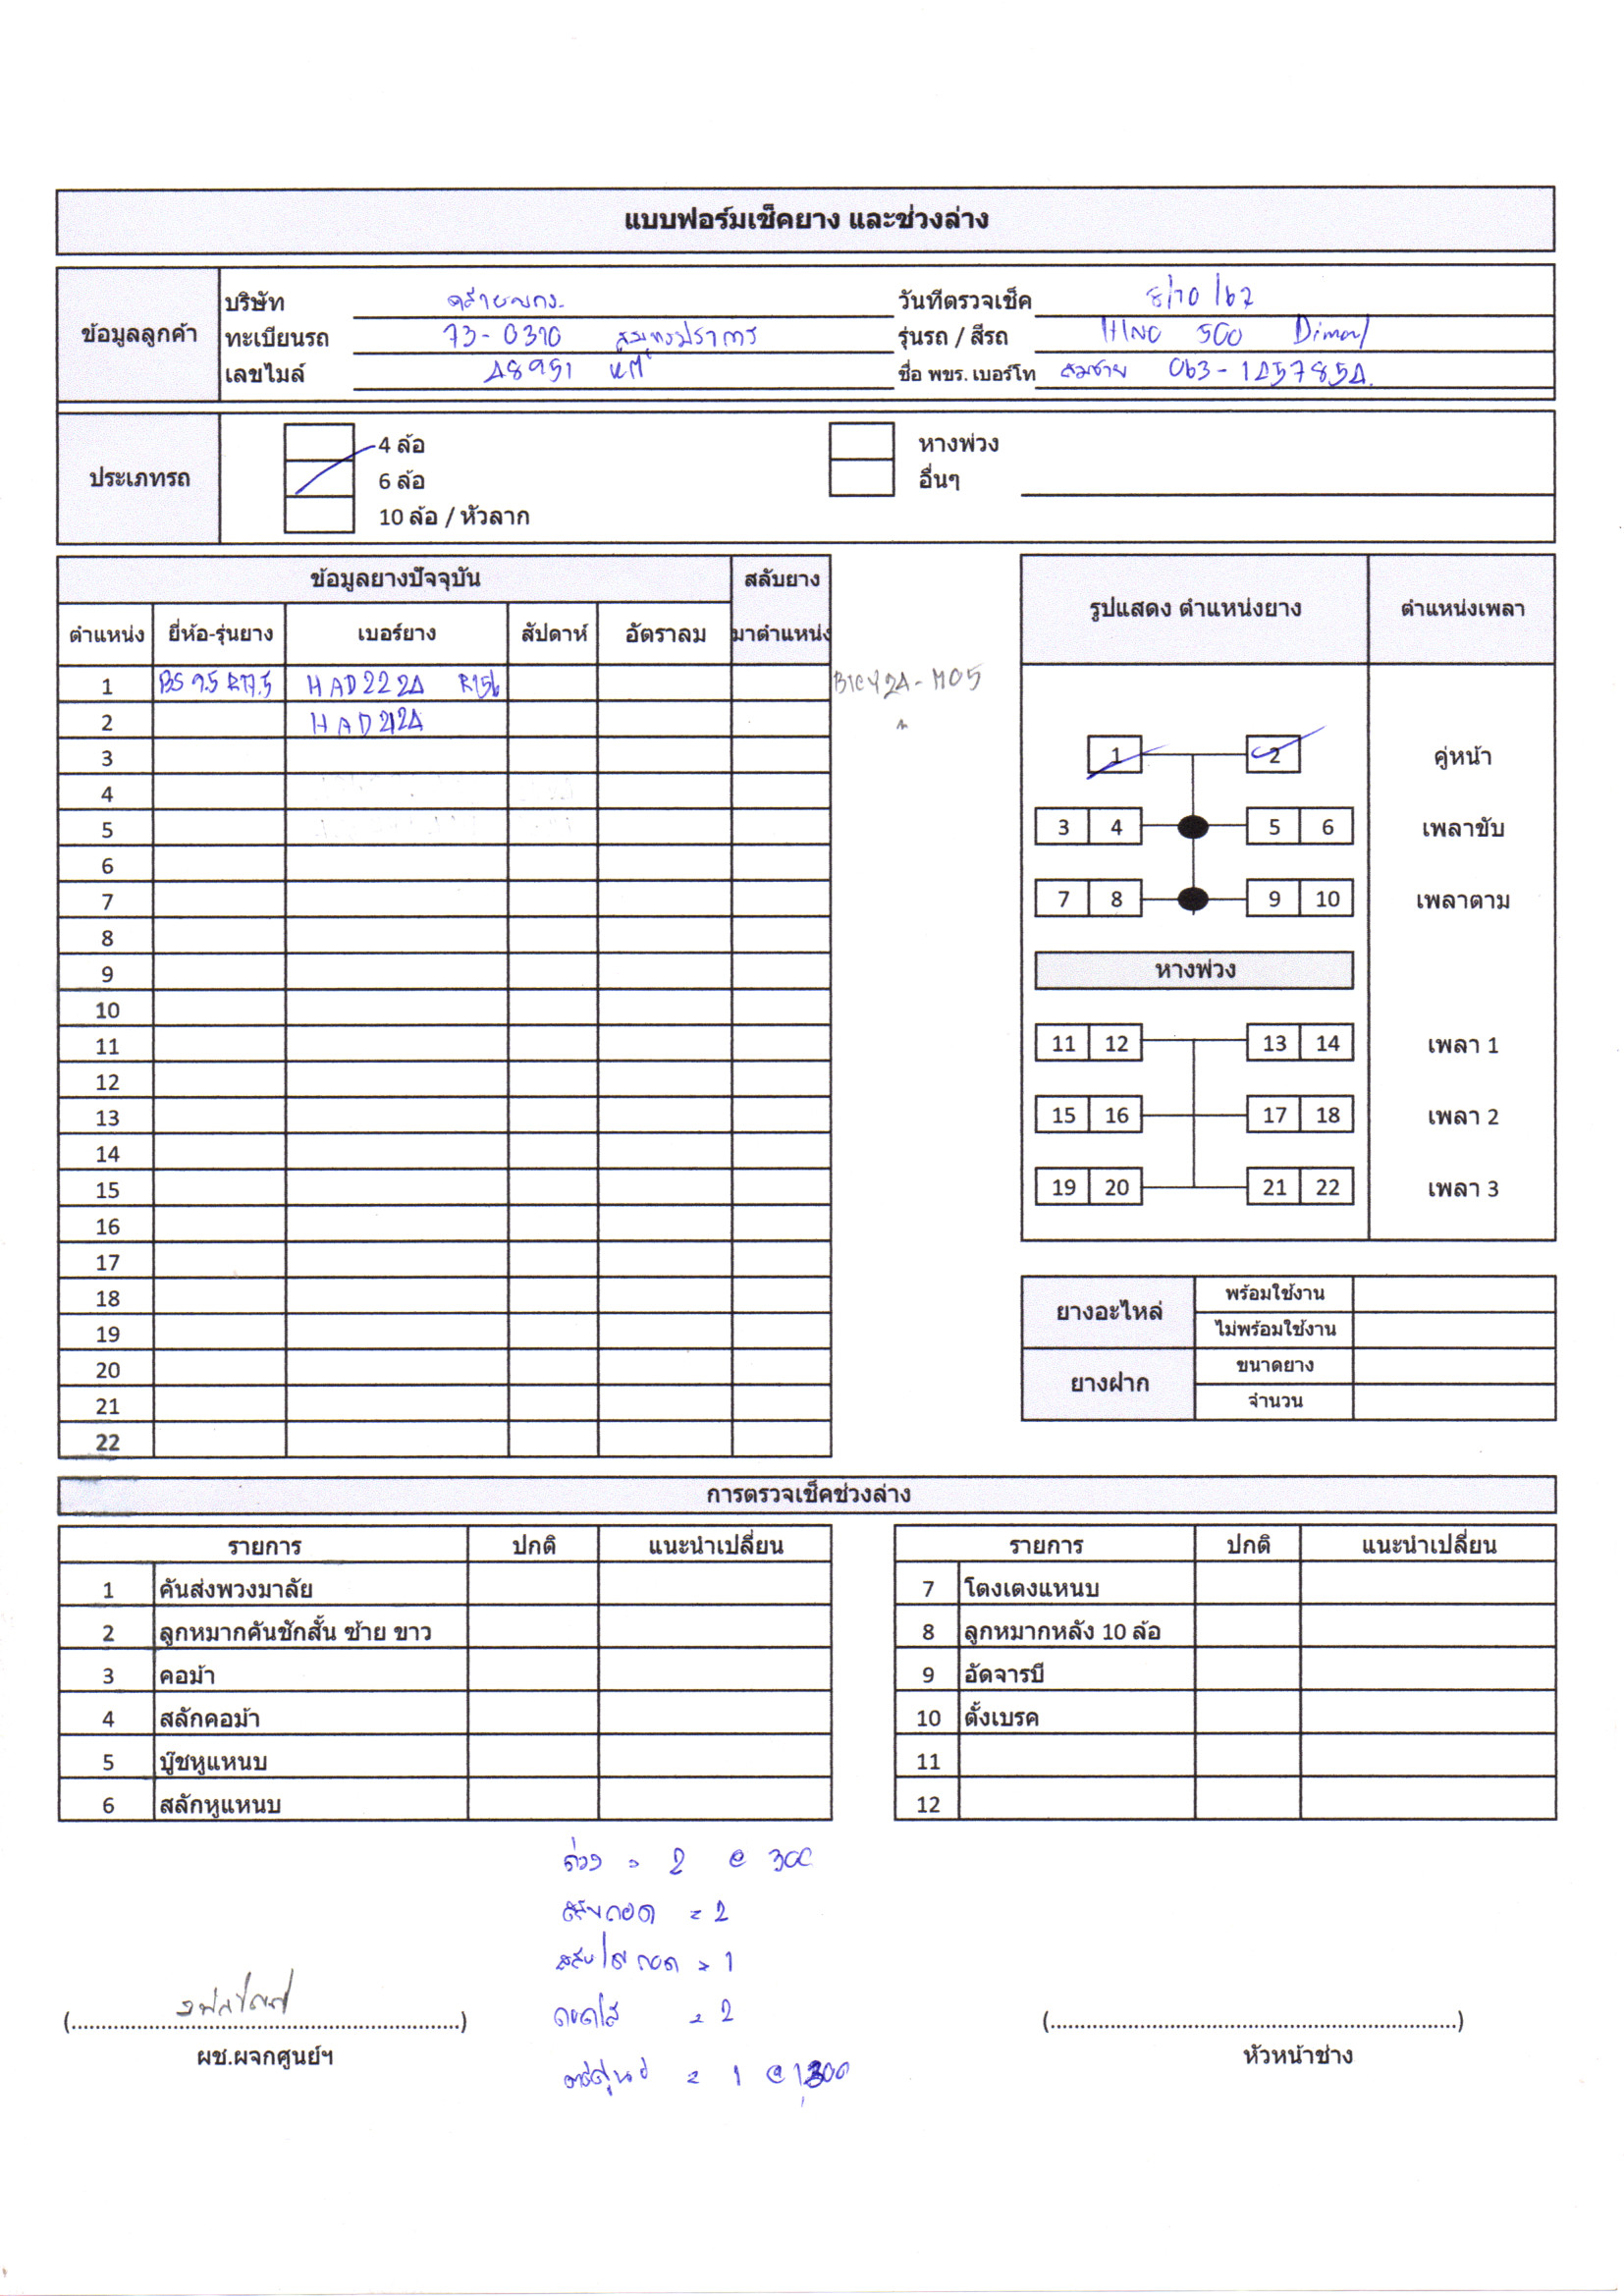 แบบฟอร์มเช็คยาง และช่วงล่าง
ข้อมูลลูกค้า
บริษัท
วันที่ตรวจเช็ค 8/10/67
ทะเบียนรถ 73-0310 สมุทรปราการ
รุ่นรถ / สีรถ HINO 500
เลขไมล์ 48951 KM
ชื่อ พขร. เบอร์โท สมชาย 063-1457854.
ประเภทรถ
4 ล้อ
6 ล้อ
10 ล้อ / หัวลาก
หางพ่วง
อื่นๆ
ข้อมูลยางปัจจุบัน สลับยาง
ตำแหน่ง ยี่ห้อ-รุ่นยาง เบอร์ยาง สัปดาห์ อัตราลม มาตำแหน่ง
1 BS 9.5 R17.5 HAD2224 R156
2 HAD2124
3
4
5
6
7
8
9
10
11
12
13
14
15
16
17
18
19
20
21
22
รูปแสดง ตำแหน่งยาง ตำแหน่งเพลา
1 2 คู่หน้า
3 4 5 6 เพลาขับ
7 8 9 10 เพลาตาม
หางพ่วง
11 12 13 14 เพลา 1
15 16 17 18 เพลา 2
19 20 21 22 เพลา 3
ยางอะไหล่ พร้อมใช้งาน
ไม่พร้อมใช้งาน
ยางฝาก ขนาดยาง
จำนวน
การตรวจเช็คช่วงล่าง
รายการ ปกติ แนะนำเปลี่ยน
1 คันส่งพวงมาลัย
2 ลูกหมากคันชักสั้น ซ้าย ขาว
3 คอม้า
4 สลักคอม้า
5 บู๊ชหูแหนบ
6 สลักหูแหนบ
รายการ ปกติ แนะนำเปลี่ยน
7 โตงเตงแหนบ
8 ลูกหมากหลัง 10 ล้อ
9 อัดจารบี
10 ตั้งเบรค
11
12
ถ่วง = 2 @ 300
สลับถอด = 2
สลับไม่ถอด = 1
ถอดใส่ = 2
ตั้งศูนย์ = 1 @ 1,300
(....................) ผช.ผจกศูนย์ฯ
(....................) หัวหน้าช่าง